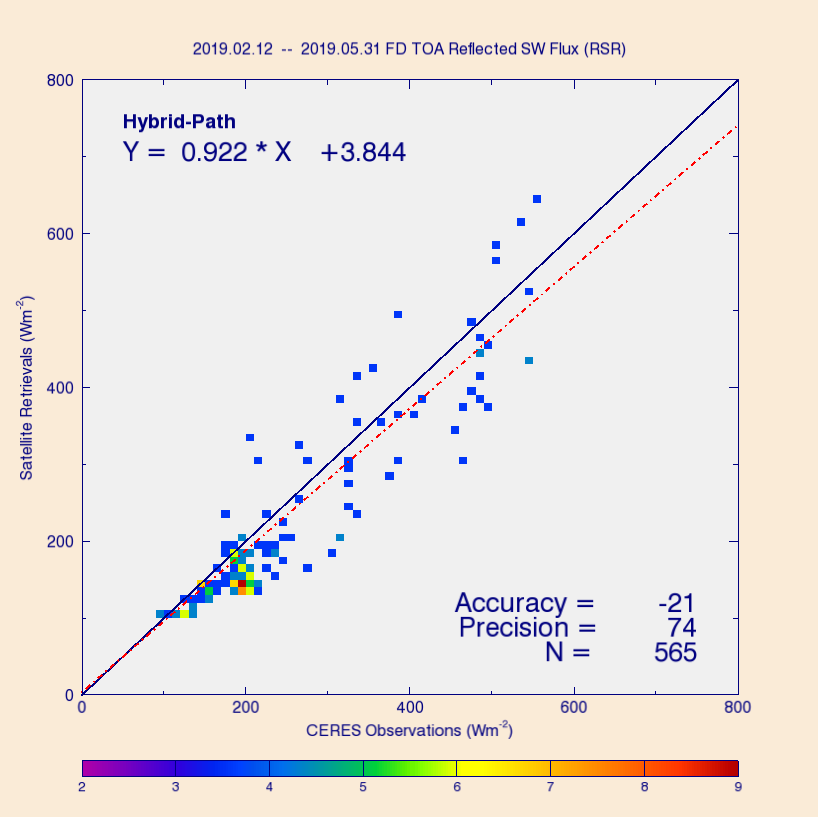 2019.02.12 -- 2019.05.31 FD TOA Reflected SW Flux (RSR)
800
Hybrid-Path
Y = 0.922 * X +3.844
600
Satellite Retrievals (Wm-2)
400
200
Accuracy = -21
Precision = 74
N = 565
0
0 200 400 600 800
CERES Observations (Wm-2)
2 3 4 5 6 7 8 9